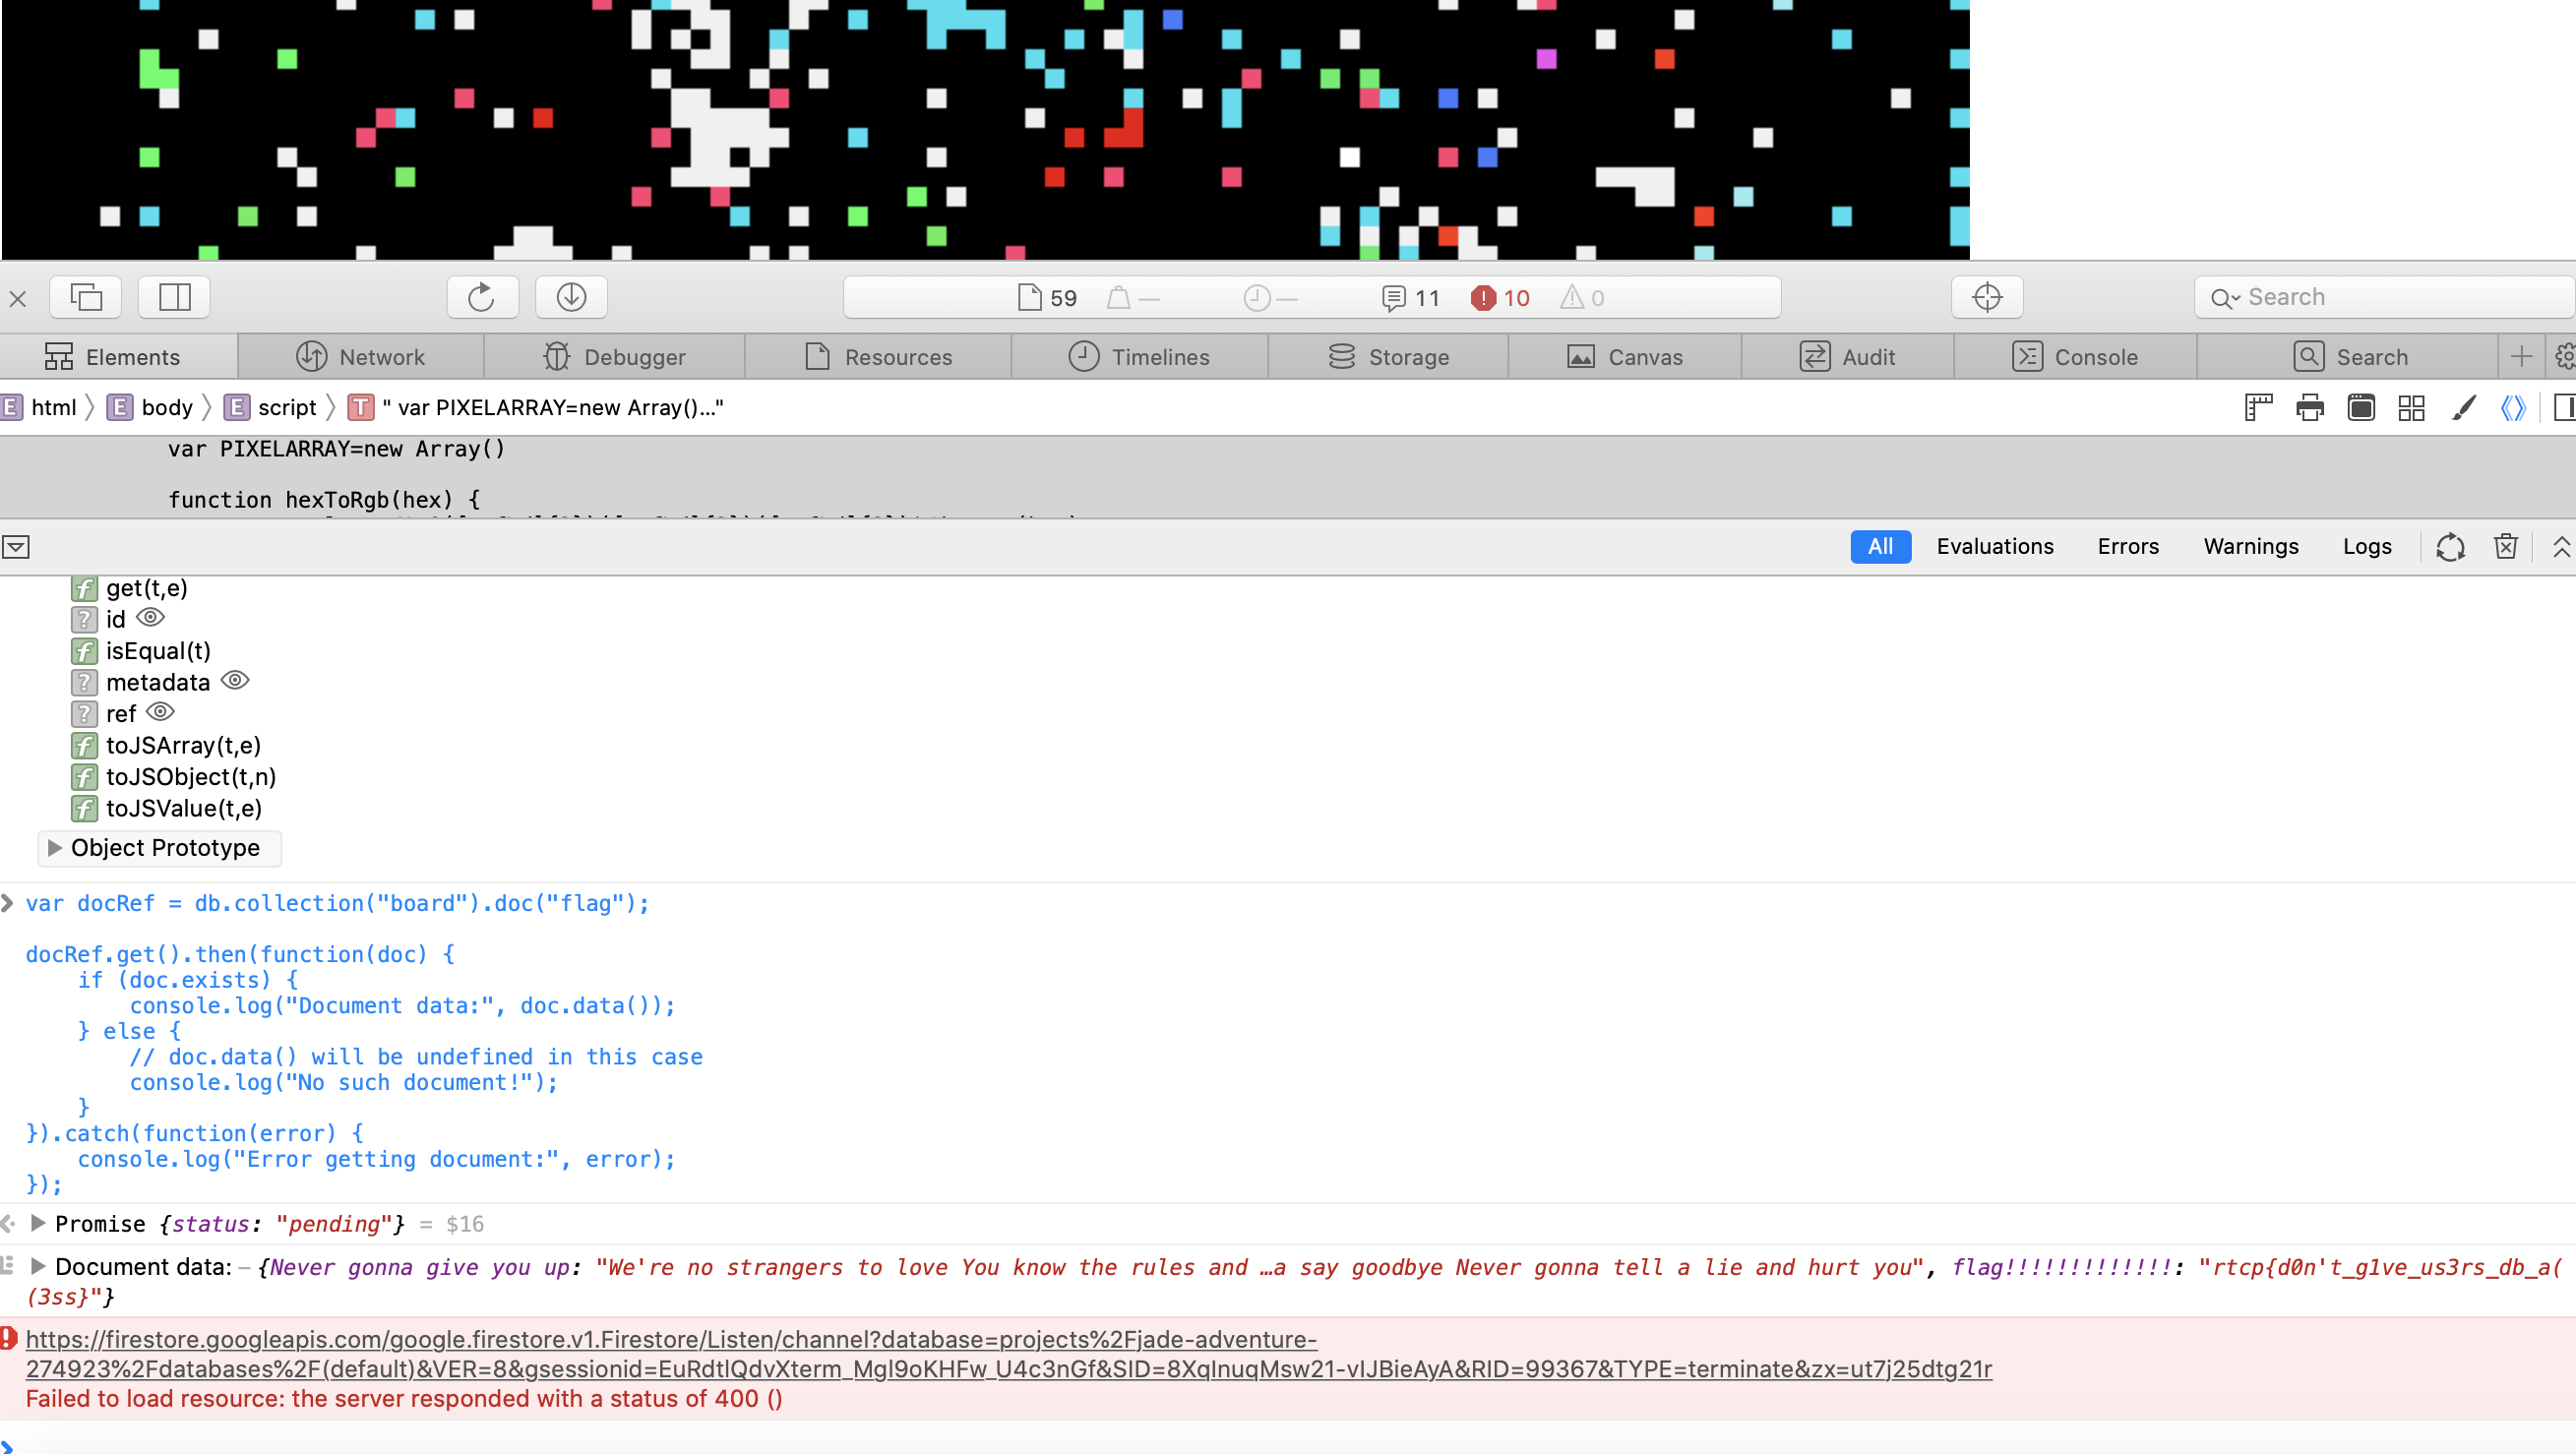 59 — — 11 10 0 Search
Elements Network Debugger Resources Timelines Storage Canvas Audit Console Search
E html E body E script T " var PIXELARRAY=new Array()…"
var PIXELARRAY=new Array()
function hexToRgb(hex) {
All Evaluations Errors Warnings Logs
f get(t,e)
? id
f isEqual(t)
? metadata
? ref
f toJSArray(t,e)
f toJSObject(t,n)
f toJSValue(t,e)
Object Prototype
var docRef = db.collection("board").doc("flag");
docRef.get().then(function(doc) {
if (doc.exists) {
console.log("Document data:", doc.data());
} else {
// doc.data() will be undefined in this case
console.log("No such document!");
}
}).catch(function(error) {
console.log("Error getting document:", error);
});
Promise {status: "pending"} = $16
Document data: – {Never gonna give you up: "We're no strangers to love You know the rules and …a say goodbye Never gonna tell a lie and hurt you", flag!!!!!!!!!!!!!: "rtcp{d0n't_g1ve_us3rs_db_a(
(3ss}"}
https://firestore.googleapis.com/google.firestore.v1.Firestore/Listen/channel?database=projects%2Fjade-adventure-
274923%2Fdatabases%2F(default)&VER=8&gsessionid=EuRdtIQdvXterm_Mgl9oKHFw_U4c3nGf&SID=8XqInuqMsw21-vIJBieAyA&RID=99367&TYPE=terminate&zx=ut7j25dtg21r
Failed to load resource: the server responded with a status of 400 ()